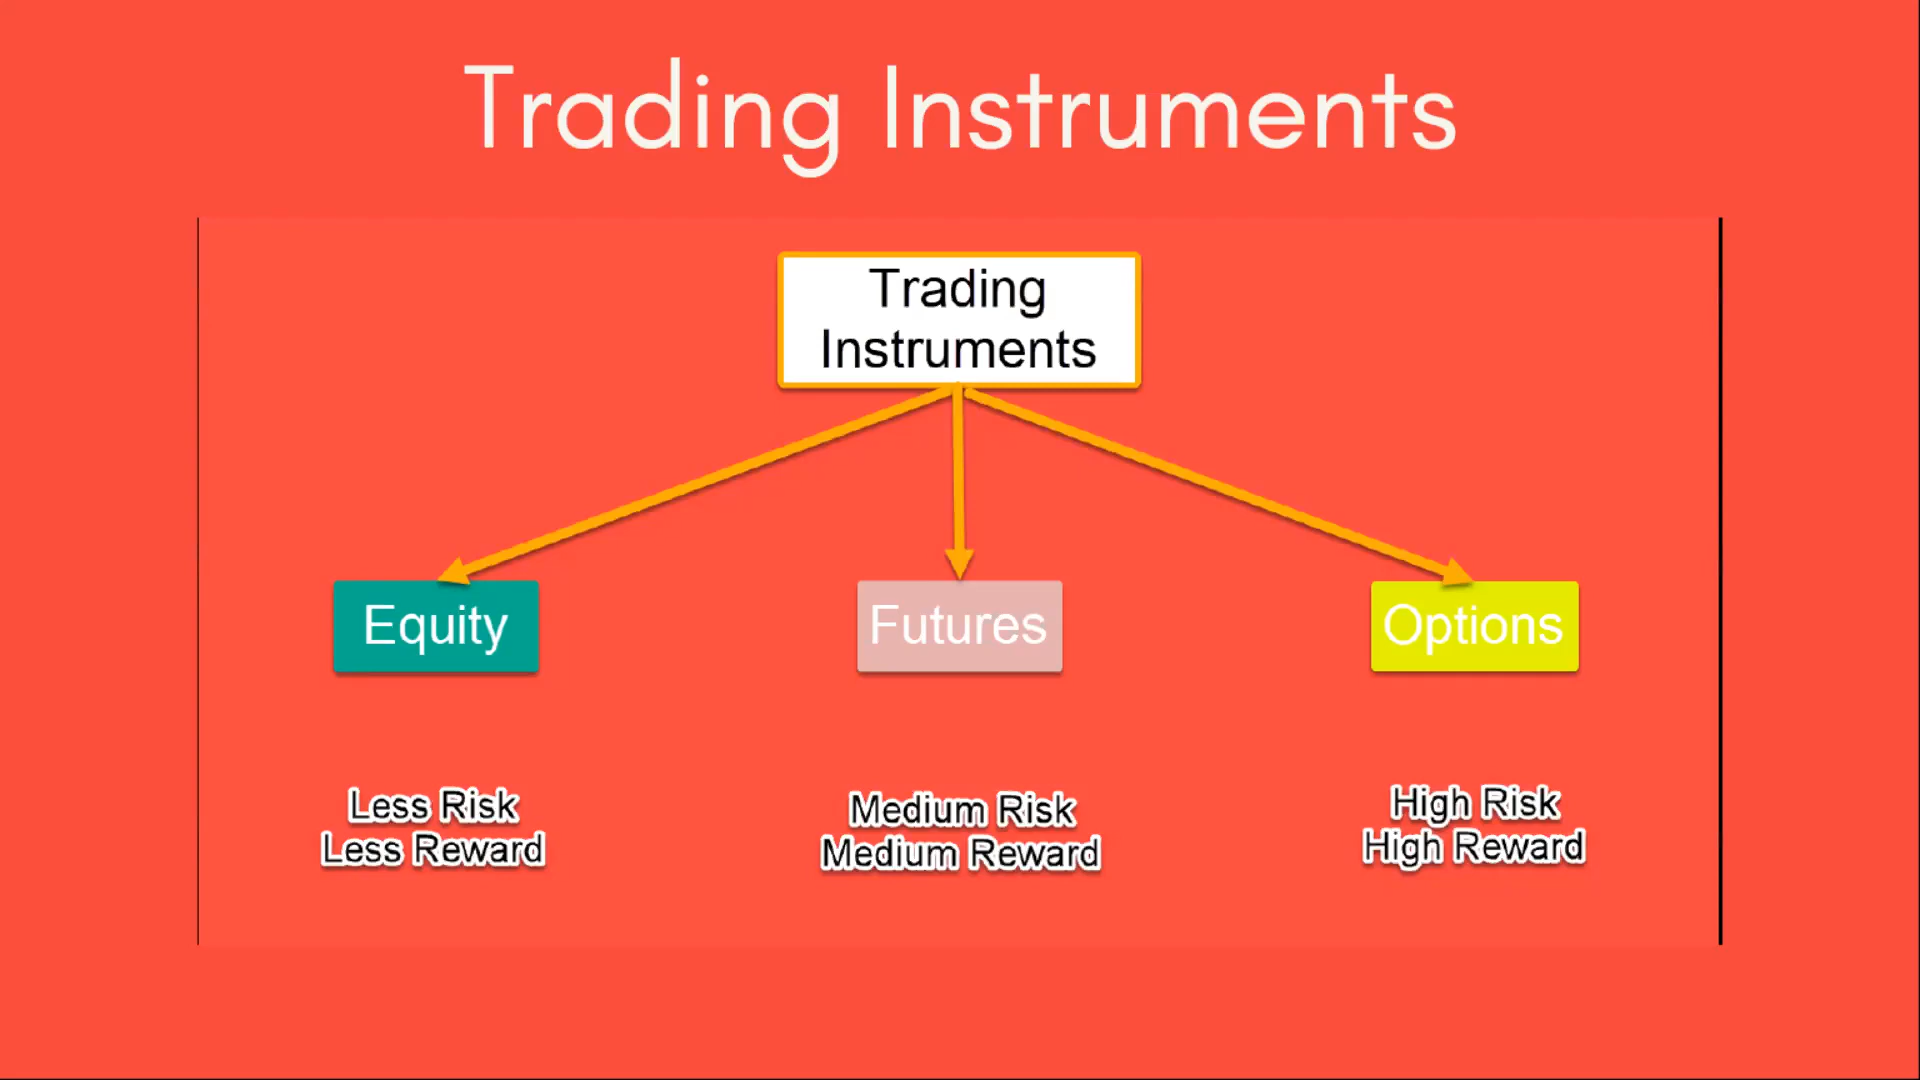 Trading Instruments
Trading
Instruments
Equity
Futures
Options
Less Risk
Less Reward
Medium Risk
Medium Reward
High Risk
High Reward